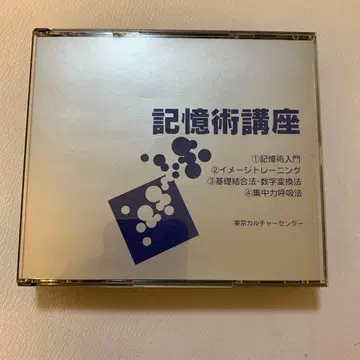 記憶術講座
①記憶術入門
②イメージトレーニング
③基礎結合法・数字変換法
④集中力呼吸法
東京カルチャーセンター